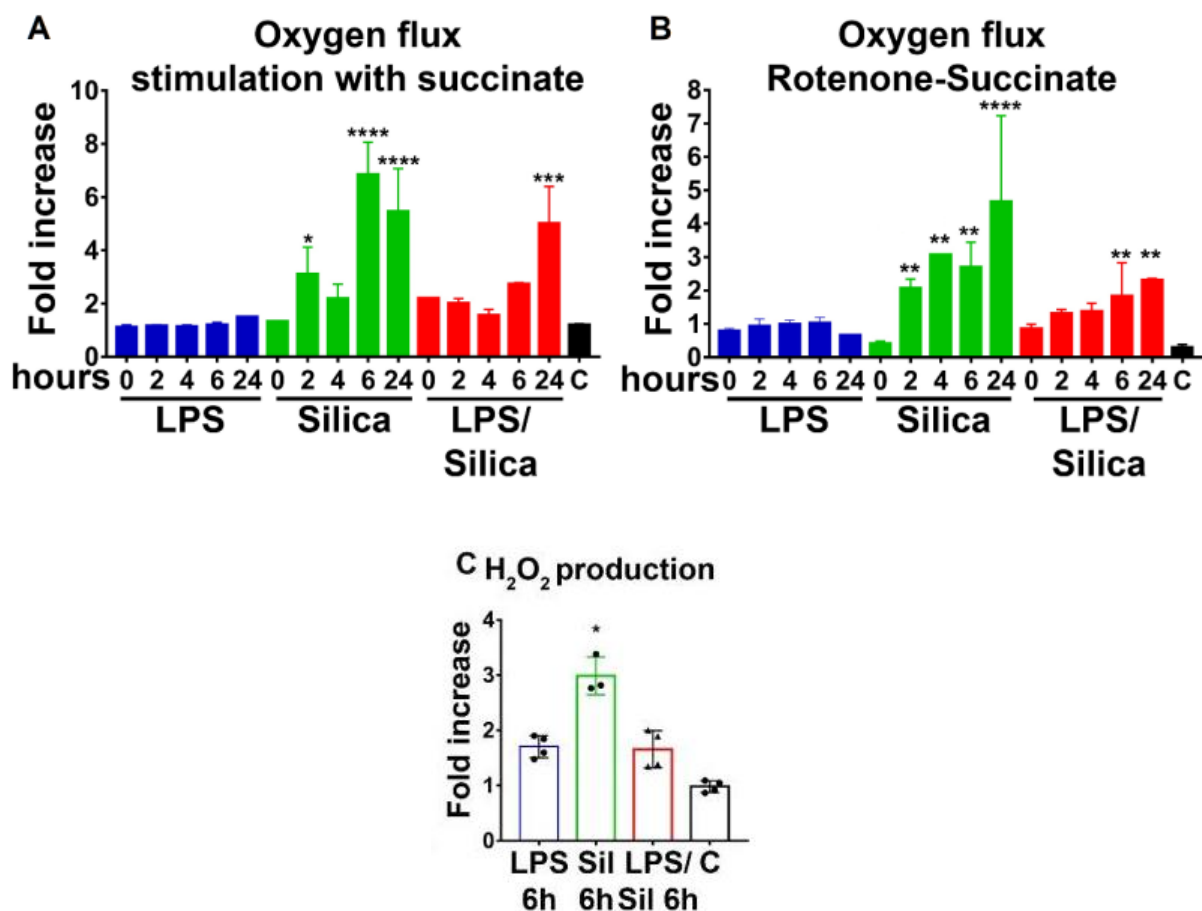 A
Oxygen flux
stimulation with succinate
Fold increase
10
8
6
4
2
0
*
****
****
***
hours 0 2 4 6 24 0 2 4 6 24 0 2 4 6 24 C
LPS Silica LPS/
Silica
B
Oxygen flux
Rotenone-Succinate
Fold increase
8
7
6
5
4
3
2
1
0
**
**
**
****
**
**
hours 0 2 4 6 24 0 2 4 6 24 0 2 4 6 24 C
LPS Silica LPS/
Silica
C H₂O₂ production
Fold increase
4
3
2
1
0
*
LPS Sil LPS/ C
6h 6h Sil 6h